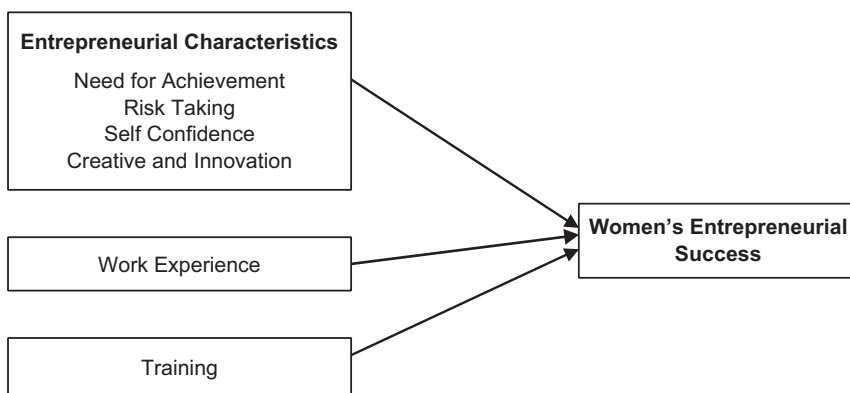 Entrepreneurial Characteristics
Need for Achievement
Risk Taking
Self Confidence
Creative and Innovation
Work Experience
Training
Women’s Entrepreneurial
Success